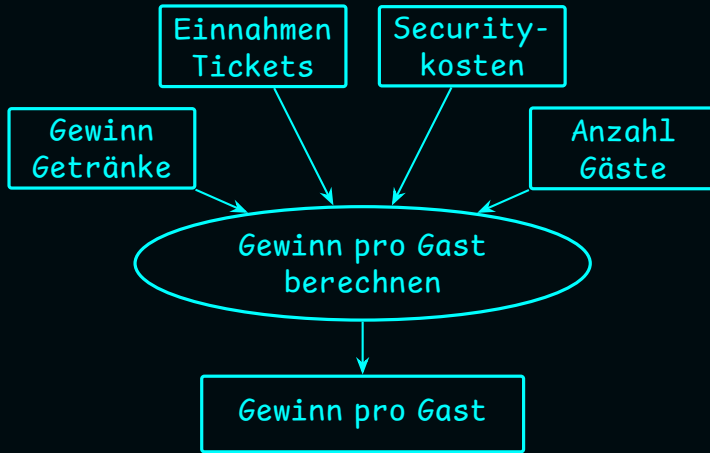 Einnahmen
Tickets
Security-
kosten
Gewinn
Getränke
Anzahl
Gäste
Gewinn pro Gast
berechnen
Gewinn pro Gast